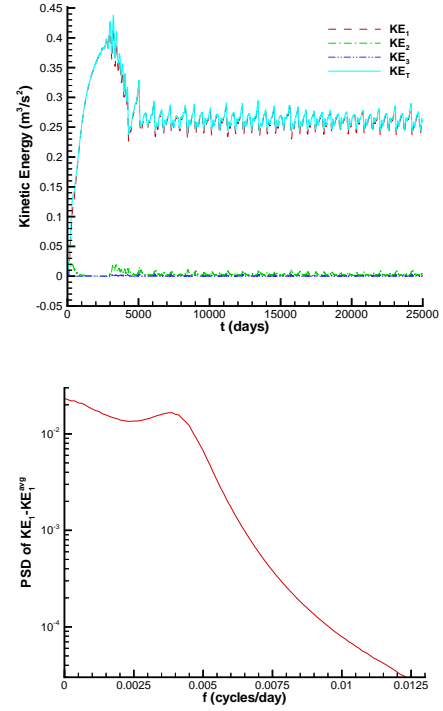 0.45
0.4
0.35
0.3
0.25
0.2
0.15
0.1
0.05
0
-0.05
Kinetic Energy (m³/s²)
KE₁
KE₂
KE₃
KE_T
0 5000 10000 15000 20000 25000
t (days)
10⁻²
10⁻³
10⁻⁴
PSD of KE₁-KE₁ᵃᵛᵍ
0 0.0025 0.005 0.0075 0.01 0.0125
f (cycles/day)